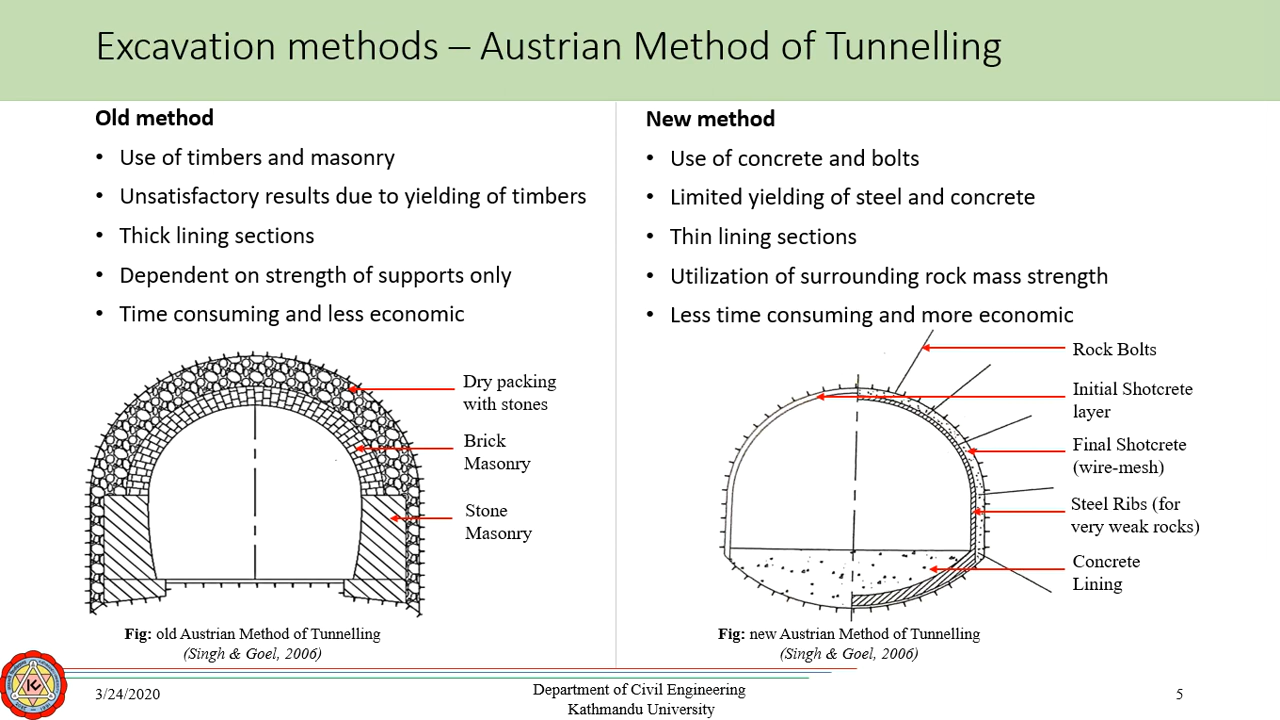 Excavation methods – Austrian Method of Tunnelling
Old method
• Use of timbers and masonry
• Unsatisfactory results due to yielding of timbers
• Thick lining sections
• Dependent on strength of supports only
• Time consuming and less economic
Dry packing
with stones
Brick
Masonry
Stone
Masonry
Fig: old Austrian Method of Tunnelling
(Singh & Goel, 2006)
New method
• Use of concrete and bolts
• Limited yielding of steel and concrete
• Thin lining sections
• Utilization of surrounding rock mass strength
• Less time consuming and more economic
Rock Bolts
Initial Shotcrete
layer
Final Shotcrete
(wire-mesh)
Steel Ribs (for
very weak rocks)
Concrete
Lining
Fig: new Austrian Method of Tunnelling
(Singh & Goel, 2006)
3/24/2020
Department of Civil Engineering
Kathmandu University
5